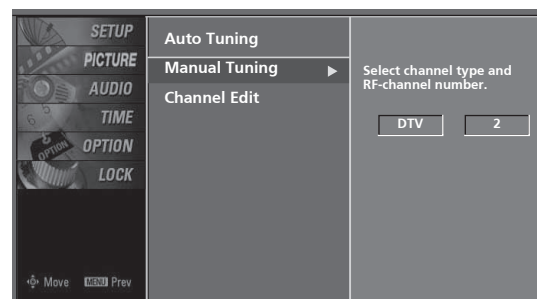 SETUP
PICTURE
AUDIO
TIME
OPTION
LOCK
Move MENU Prev
Auto Tuning
Manual Tuning
Channel Edit
Select channel type and
RF-channel number.
DTV 2